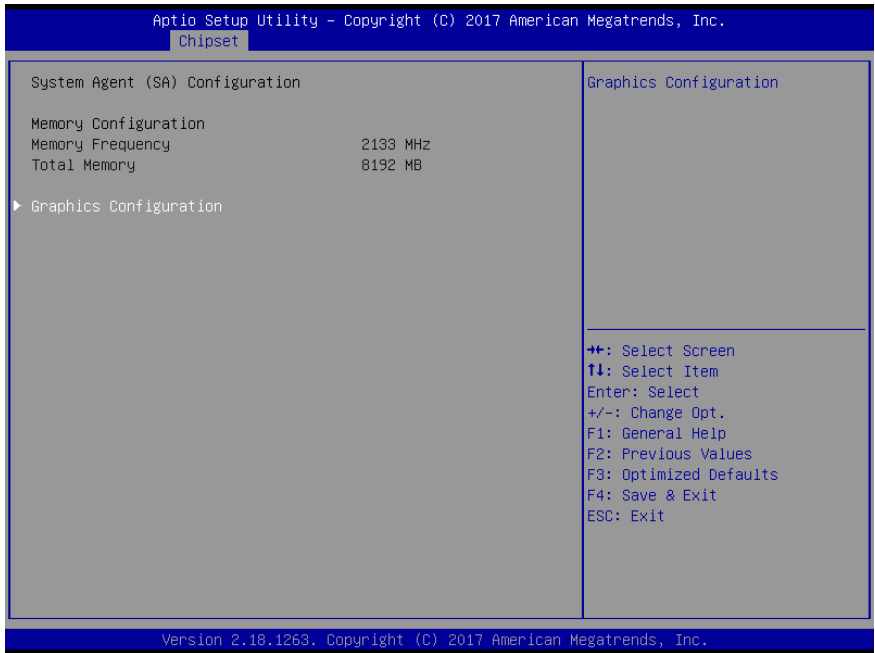 Aptio Setup Utility – Copyright (C) 2017 American Megatrends, Inc.
Chipset
System Agent (SA) Configuration
Memory Configuration
Memory Frequency 2133 MHz
Total Memory 8192 MB
▶ Graphics Configuration
Graphics Configuration
→←: Select Screen
↑↓: Select Item
Enter: Select
+/-: Change Opt.
F1: General Help
F2: Previous Values
F3: Optimized Defaults
F4: Save & Exit
ESC: Exit
Version 2.18.1263. Copyright (C) 2017 American Megatrends, Inc.